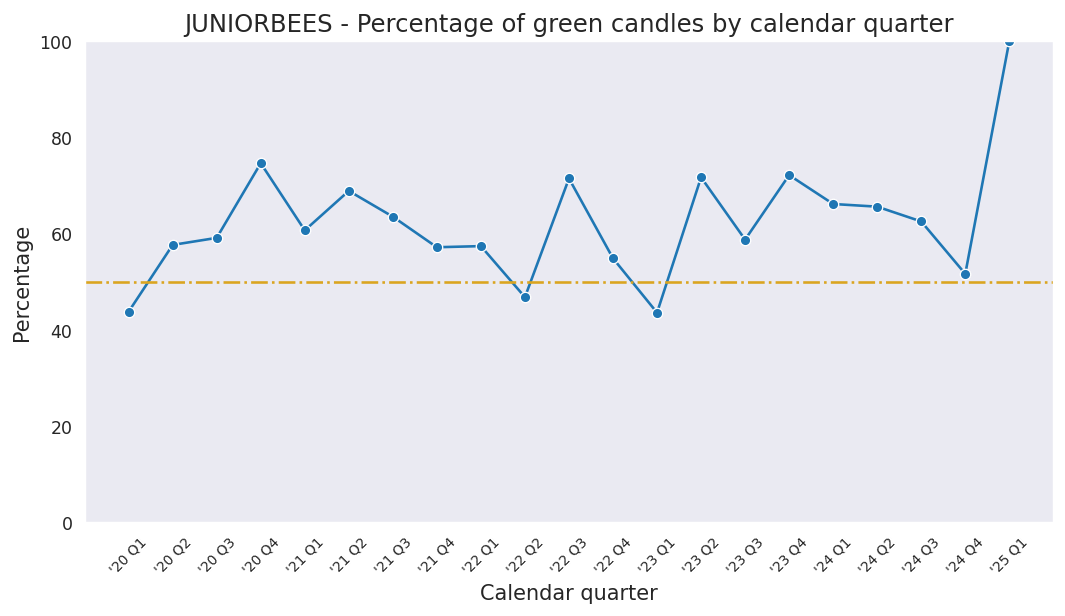 JUNIORBEES - Percentage of green candles by calendar quarter
100
80
60
40
20
0
Percentage
'20 Q1
'20 Q2
'20 Q3
'20 Q4
'21 Q1
'21 Q2
'21 Q3
'21 Q4
'22 Q1
'22 Q2
'22 Q3
'22 Q4
'23 Q1
'23 Q2
'23 Q3
'23 Q4
'24 Q1
'24 Q2
'24 Q3
'24 Q4
'25 Q1
Calendar quarter